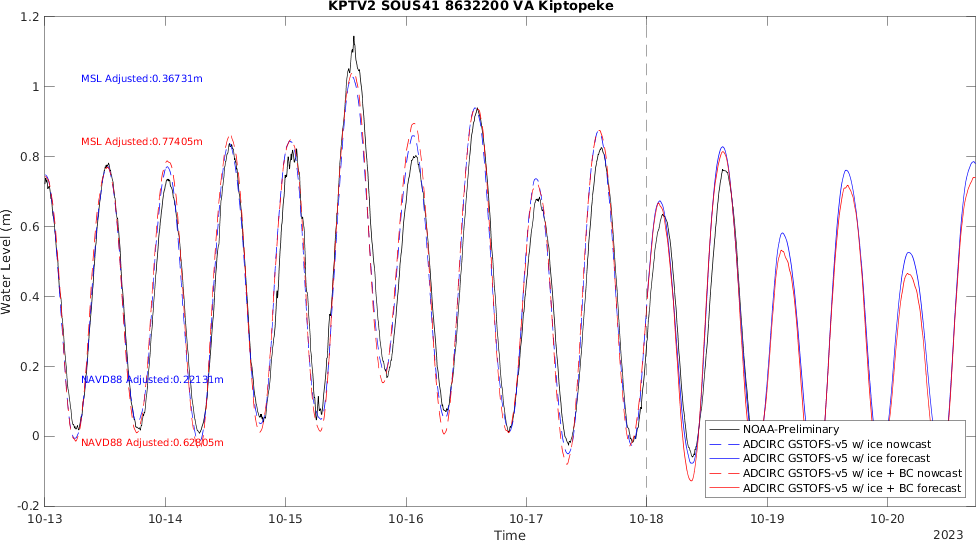 KPTV2 SOUS41 8632200 VA Kiptopeke
1.2
1
0.8
0.6
0.4
0.2
0
-0.2
Water Level (m)
MSL Adjusted:0.36731m
MSL Adjusted:0.77405m
NAVD88 Adjusted:0.22131m
NAVD88 Adjusted:0.62805m
NOAA-Preliminary
ADCIRC GSTOFS-v5 w/ ice nowcast
ADCIRC GSTOFS-v5 w/ ice forecast
ADCIRC GSTOFS-v5 w/ ice + BC nowcast
ADCIRC GSTOFS-v5 w/ ice + BC forecast
10-13 10-14 10-15 10-16 10-17 10-18 10-19 10-20
Time
2023